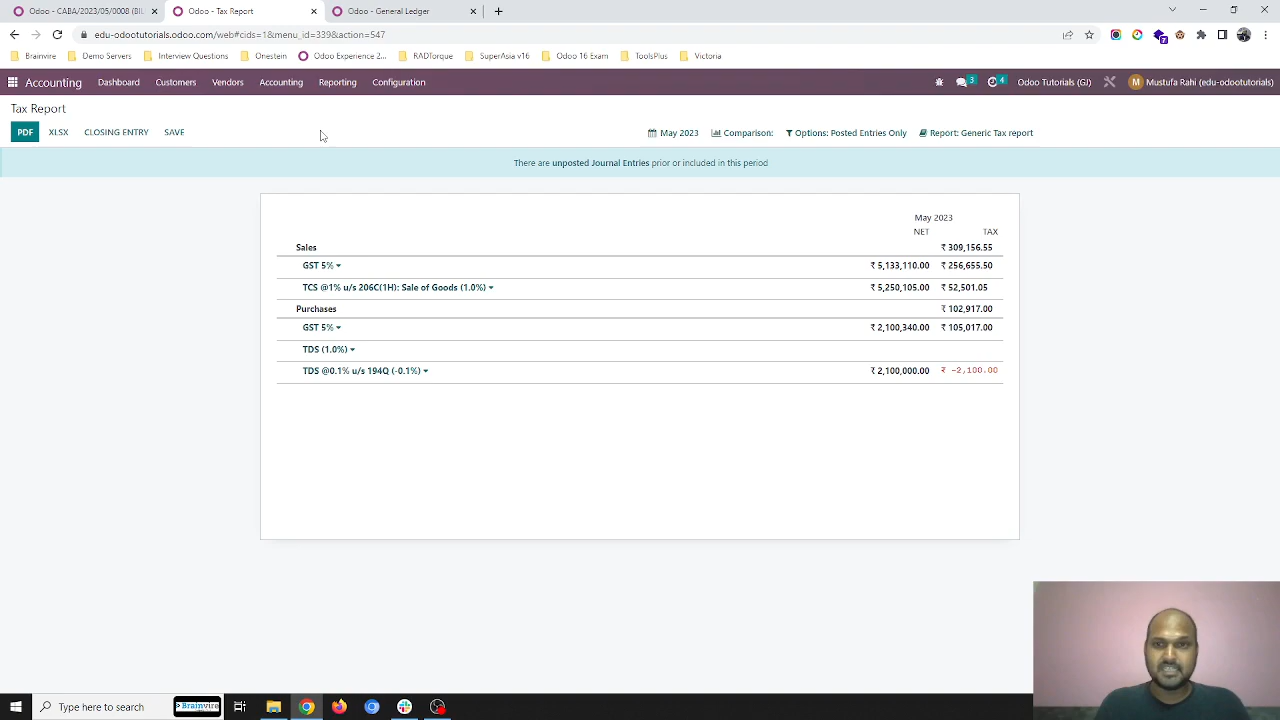 Odoo - CABA/2023/05/0008 (BIL
Odoo - Tax Report
Odoo - General Ledger
edu-odootutorials.odoo.com/web#cids=1&menu_id=339&action=547
Brainvire
Demo Servers
Interview Questions
Onestein
Odoo Experience 2...
RADTorque
SuperAsia v16
Odoo 16 Exam
ToolsPlus
Victoria
Accounting Dashboard Customers Vendors Accounting Reporting Configuration
3 4 Odoo Tutorials (GJ) M Mustufa Rahi (edu-odootutorials)
Tax Report
PDF XLSX CLOSING ENTRY SAVE
May 2023 Comparison: Options: Posted Entries Only Report: Generic Tax report
There are unposted Journal Entries prior or included in this period
May 2023
NET TAX
Sales ₹ 309,156.55
GST 5% ₹ 5,133,110.00 ₹ 256,655.50
TCS @1% u/s 206C(1H): Sale of Goods (1.0%) ₹ 5,250,105.00 ₹ 52,501.05
Purchases ₹ 102,917.00
GST 5% ₹ 2,100,340.00 ₹ 105,017.00
TDS (1.0%)
TDS @0.1% u/s 194Q (-0.1%) ₹ 2,100,000.00 ₹ -2,100.00
Type here to search
Brainvire